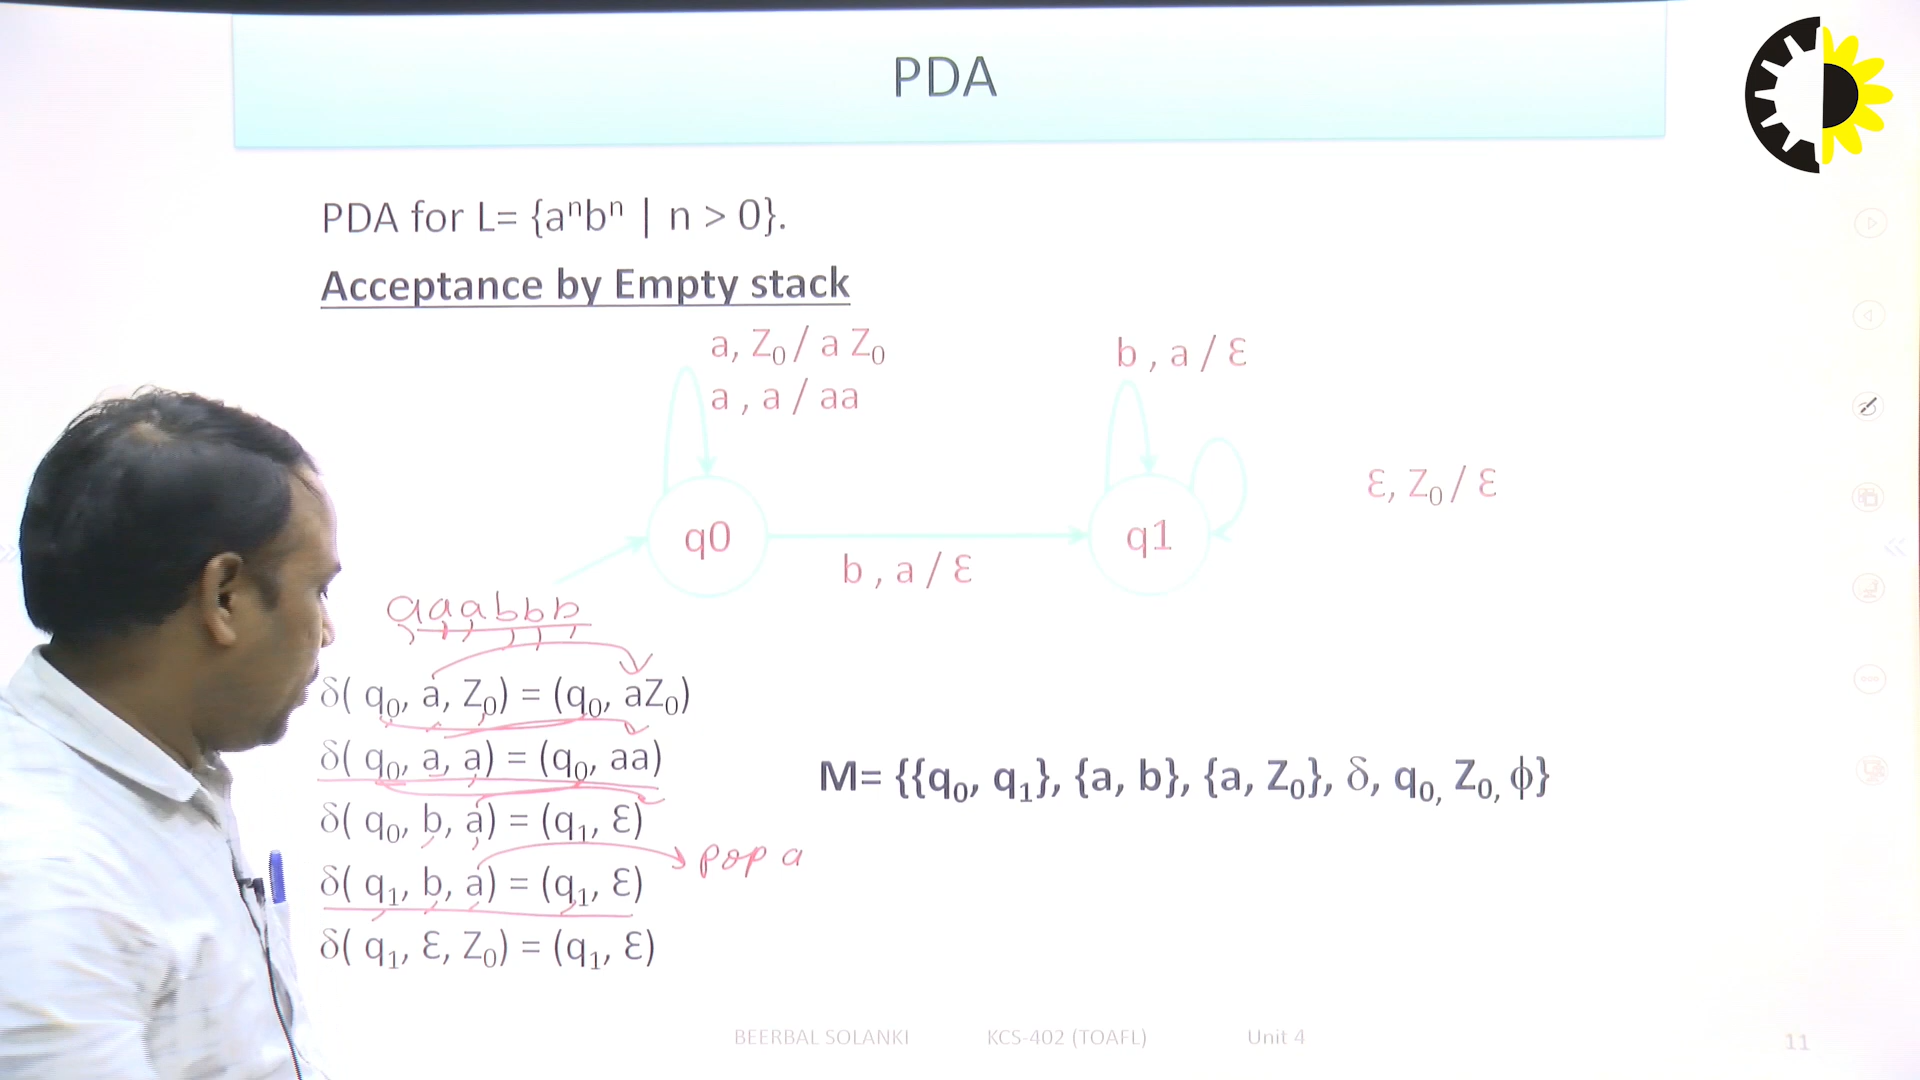 PDA
PDA for L= {aⁿbⁿ | n > 0}.
Acceptance by Empty stack
a, Z₀ / a Z₀
a , a / aa
b , a / Ɛ
Ɛ, Z₀ / Ɛ
q0
q1
b , a / Ɛ
aaabbb
δ( q₀, a, Z₀) = (q₀, aZ₀)
δ( q₀, a, a) = (q₀, aa)
δ( q₀, b, a) = (q₁, Ɛ)
δ( q₁, b, a) = (q₁, Ɛ)
pop a
δ( q₁, Ɛ, Z₀) = (q₁, Ɛ)
M= {{q₀, q₁}, {a, b}, {a, Z₀}, δ, q₀, Z₀, ϕ}
BEERBAL SOLANKI KCS-402 (TOAFL) Unit 4
11